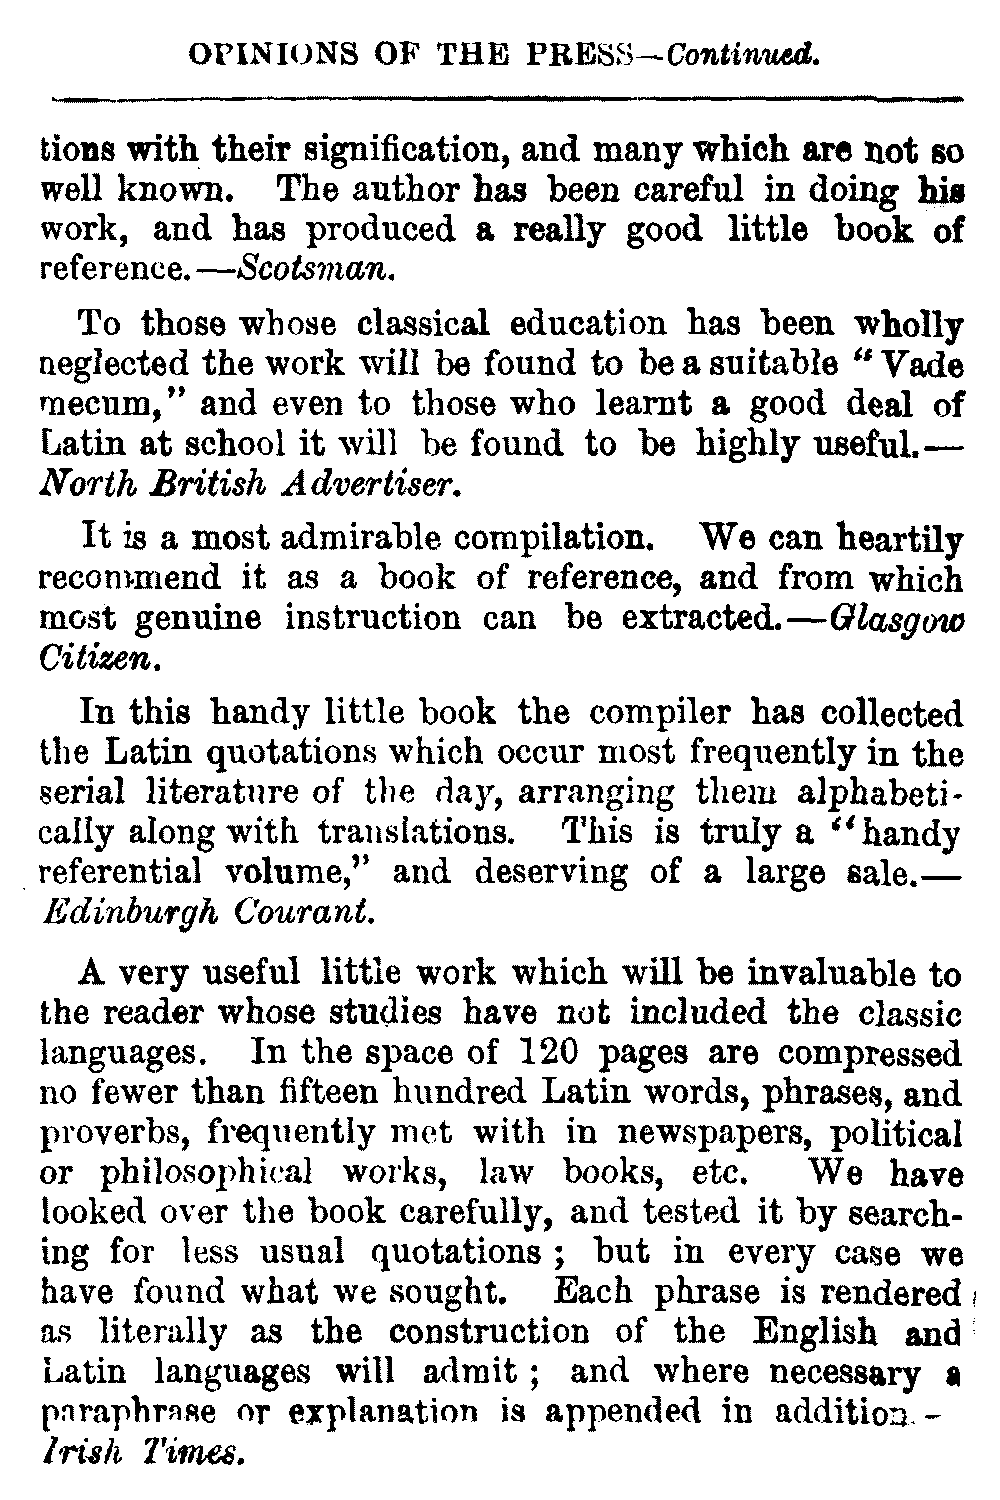 OPINIONS OF THE PRESS—Continued.
tions with their signification, and many which are not so
well known. The author has been careful in doing his
work, and has produced a really good little book of
reference.—Scotsman.
To those whose classical education has been wholly
neglected the work will be found to be a suitable “Vade
mecum,” and even to those who learnt a good deal of
Latin at school it will be found to be highly useful.—
North British Advertiser.
It is a most admirable compilation. We can heartily
recommend it as a book of reference, and from which
most genuine instruction can be extracted.—Glasgow
Citizen.
In this handy little book the compiler has collected
the Latin quotations which occur most frequently in the
serial literature of the day, arranging them alphabeti-
cally along with translations. This is truly a “handy
referential volume,” and deserving of a large sale.—
Edinburgh Courant.
A very useful little work which will be invaluable to
the reader whose studies have not included the classic
languages. In the space of 120 pages are compressed
no fewer than fifteen hundred Latin words, phrases, and
proverbs, frequently met with in newspapers, political
or philosophical works, law books, etc. We have
looked over the book carefully, and tested it by search-
ing for less usual quotations ; but in every case we
have found what we sought. Each phrase is rendered
as literally as the construction of the English and
Latin languages will admit ; and where necessary a
paraphrase or explanation is appended in addition.-
Irish Times.